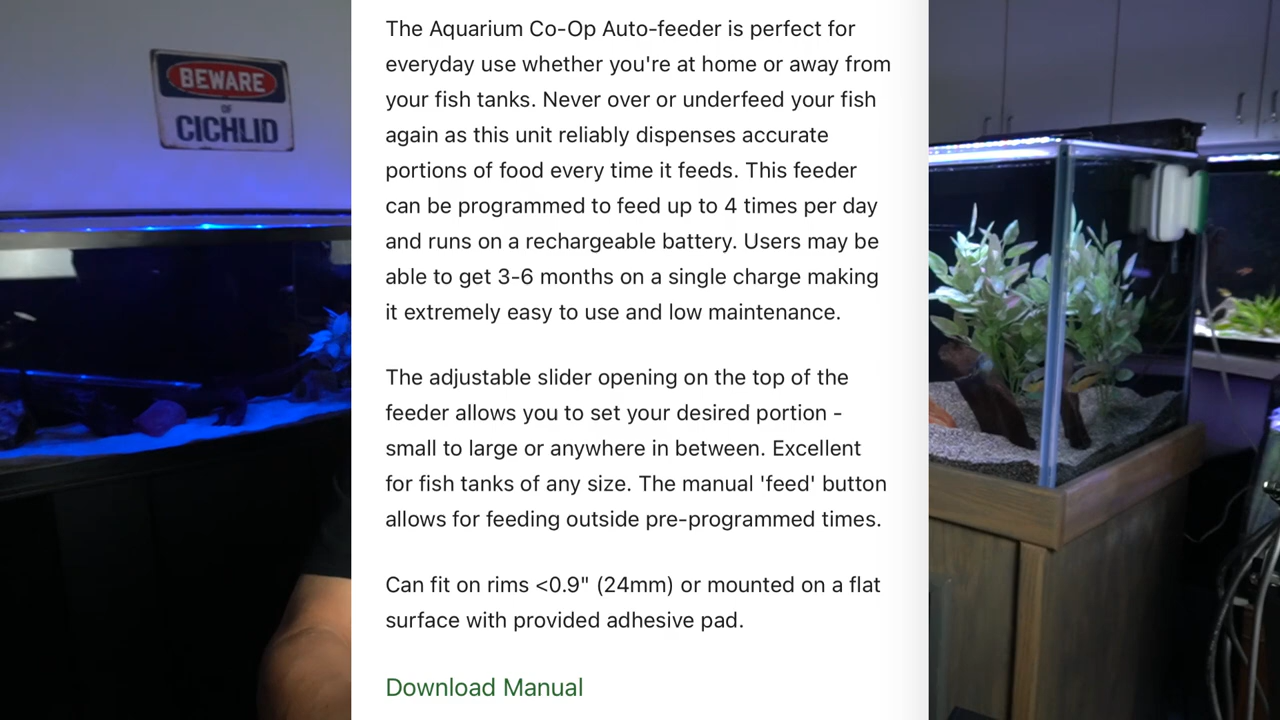 BEWARE
OF
CICHLID
The Aquarium Co-Op Auto-feeder is perfect for
everyday use whether you're at home or away from
your fish tanks. Never over or underfeed your fish
again as this unit reliably dispenses accurate
portions of food every time it feeds. This feeder
can be programmed to feed up to 4 times per day
and runs on a rechargeable battery. Users may be
able to get 3-6 months on a single charge making
it extremely easy to use and low maintenance.
The adjustable slider opening on the top of the
feeder allows you to set your desired portion -
small to large or anywhere in between. Excellent
for fish tanks of any size. The manual 'feed' button
allows for feeding outside pre-programmed times.
Can fit on rims <0.9" (24mm) or mounted on a flat
surface with provided adhesive pad.
Download Manual